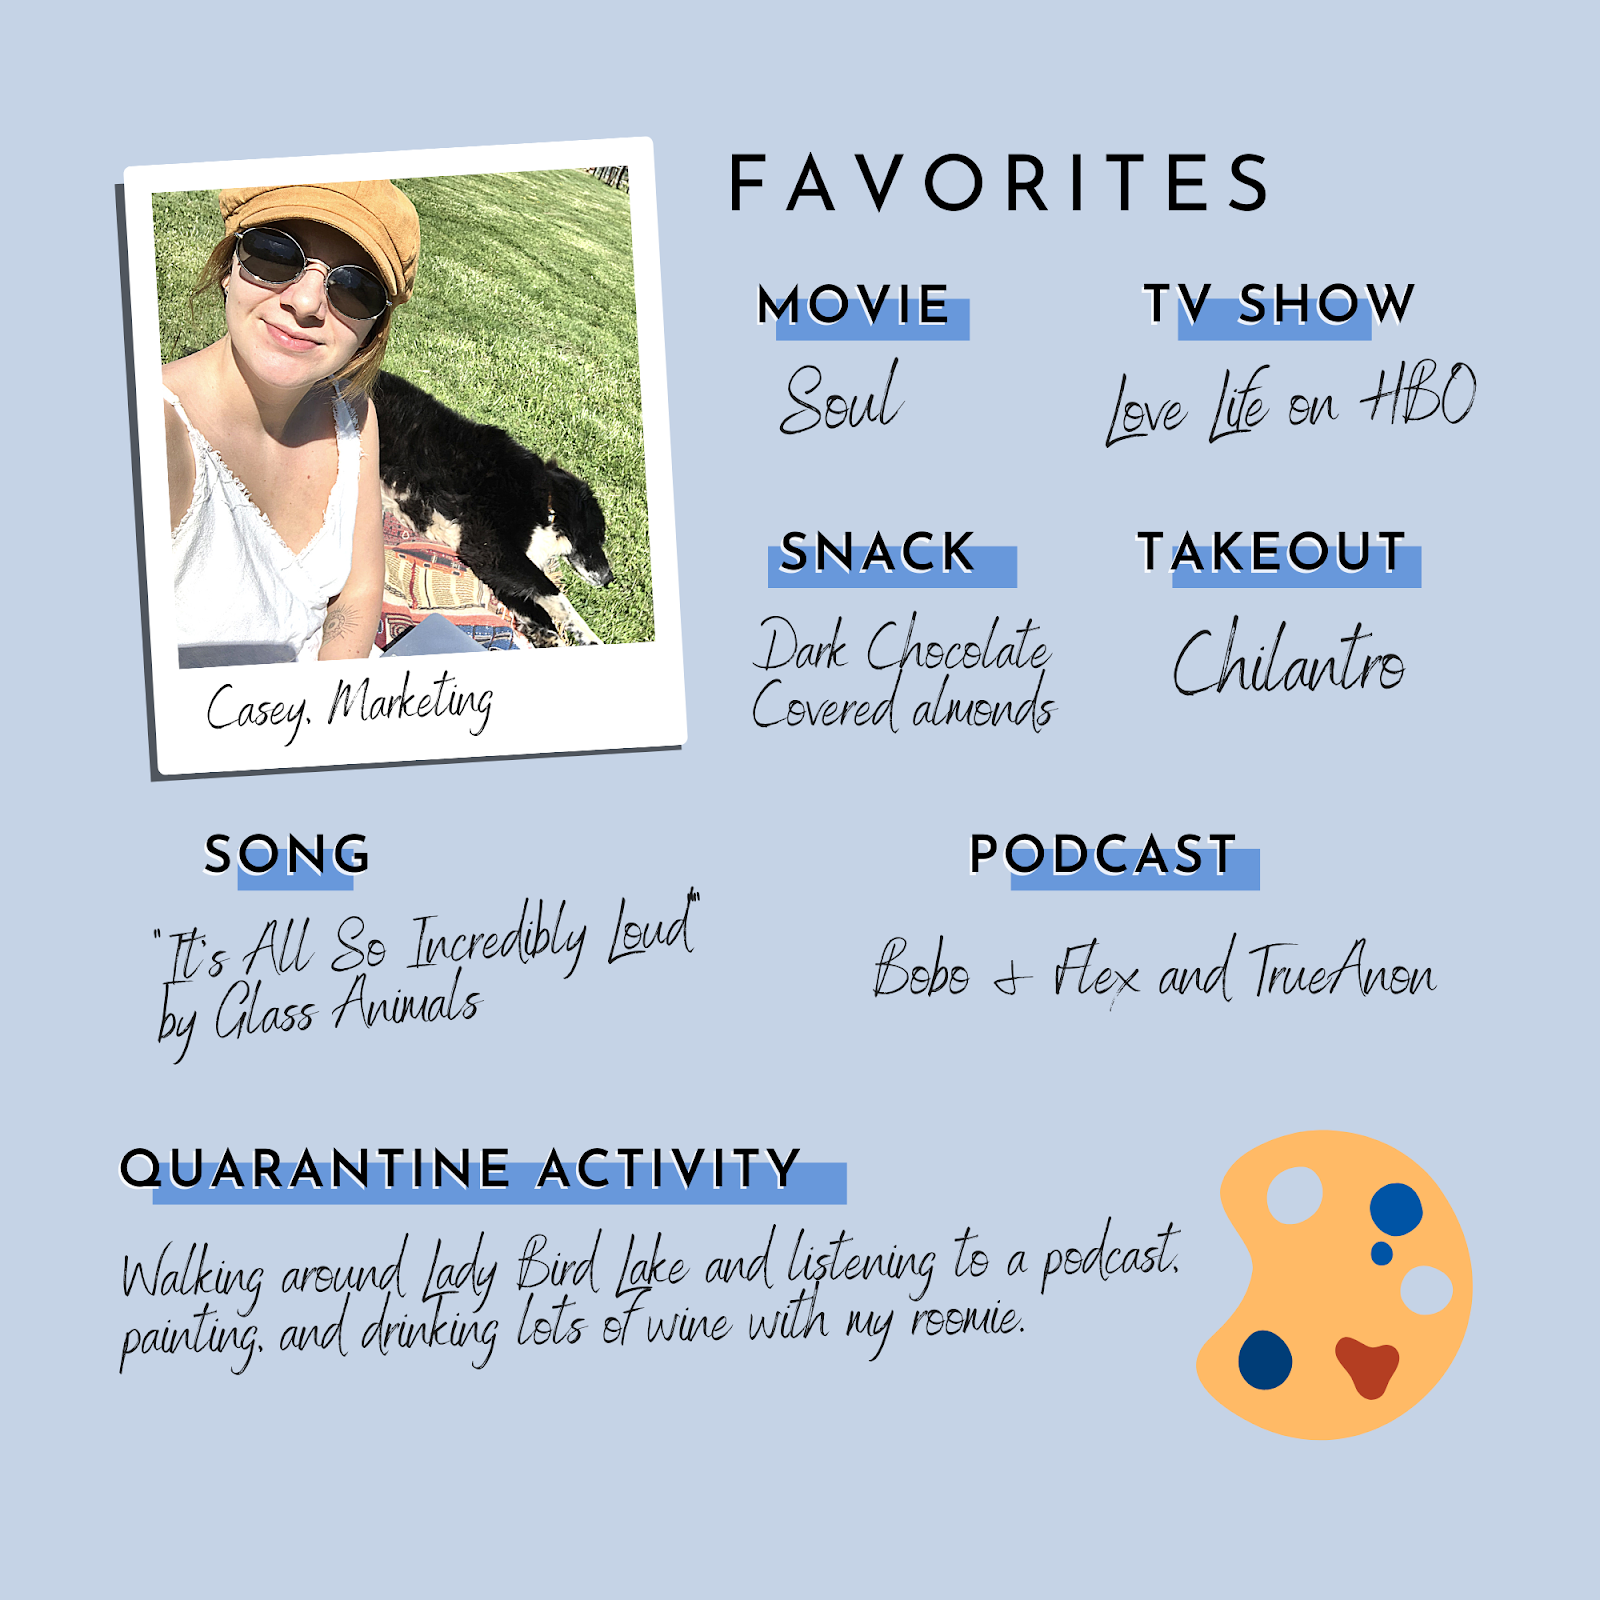 FAVORITES
MOVIE
Soul
TV SHOW
Love Life on HBO
SNACK
Dark Chocolate
Covered almonds
TAKEOUT
Chilantro
Casey, Marketing
SONG
"It's All So Incredibly Loud"
by Glass Animals
PODCAST
Bobo & Flex and TrueAnon
QUARANTINE ACTIVITY
Walking around Lady Bird Lake and listening to a podcast,
painting, and drinking lots of wine with my roomie.